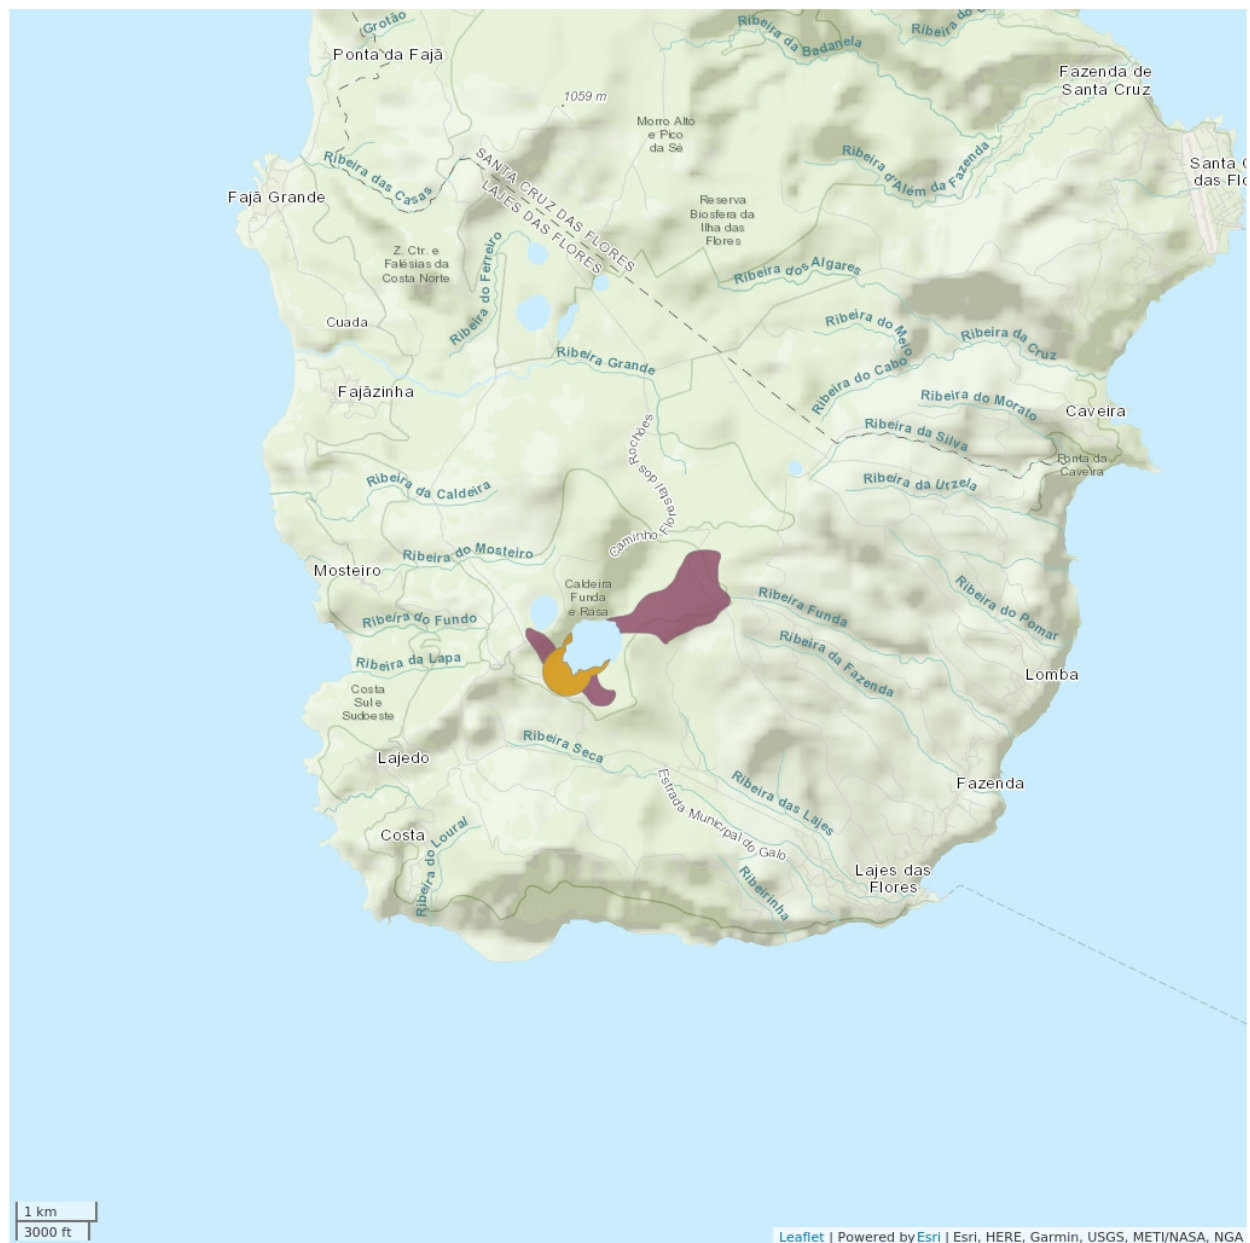 Grotão
Ribeira da Badanela
Ponta da Fajã
Fazenda de
Santa Cruz
1059 m
Morro Alto
e Pico
da Sé
Ribeira d'Além da Fazenda
Ribeira das Casas
SANTA CRUZ DAS FLORES
LAJES DAS FLORES
Fajã Grande
Reserva
Biosfera da
Ilha das
Flores
Z. Ctr. e
Falésias da
Costa Norte
Ribeira do Ferreiro
Ribeira dos Algares
Cuada
Ribeira do Meio
Ribeira da Cruz
Ribeira Grande
Ribeira do Cabo
Fajãzinha
Ribeira do Morato
Caveira
Ribeira da Silva
Ponta da
Caveira
Caminho Florestal dos Rochões
Ribeira da Caldeira
Ribeira da Urzela
Ribeira do Mosteiro
Mosteiro
Caldeira
Funda
e Rasa
Ribeira Funda
Ribeira do Pomar
Ribeira do Fundo
Ribeira da Fazenda
Ribeira da Lapa
Lomba
Costa
Sul e
Sudoeste
Ribeira Seca
Lajedo
Estrada Municipal do Galo
Ribeira das Lajes
Fazenda
Costa
Ribeira do Loural
Lajes das
Flores
Ribeirinha
1 km
3000 ft
Leaflet | Powered by Esri | Esri, HERE, Garmin, USGS, METI/NASA, NGA